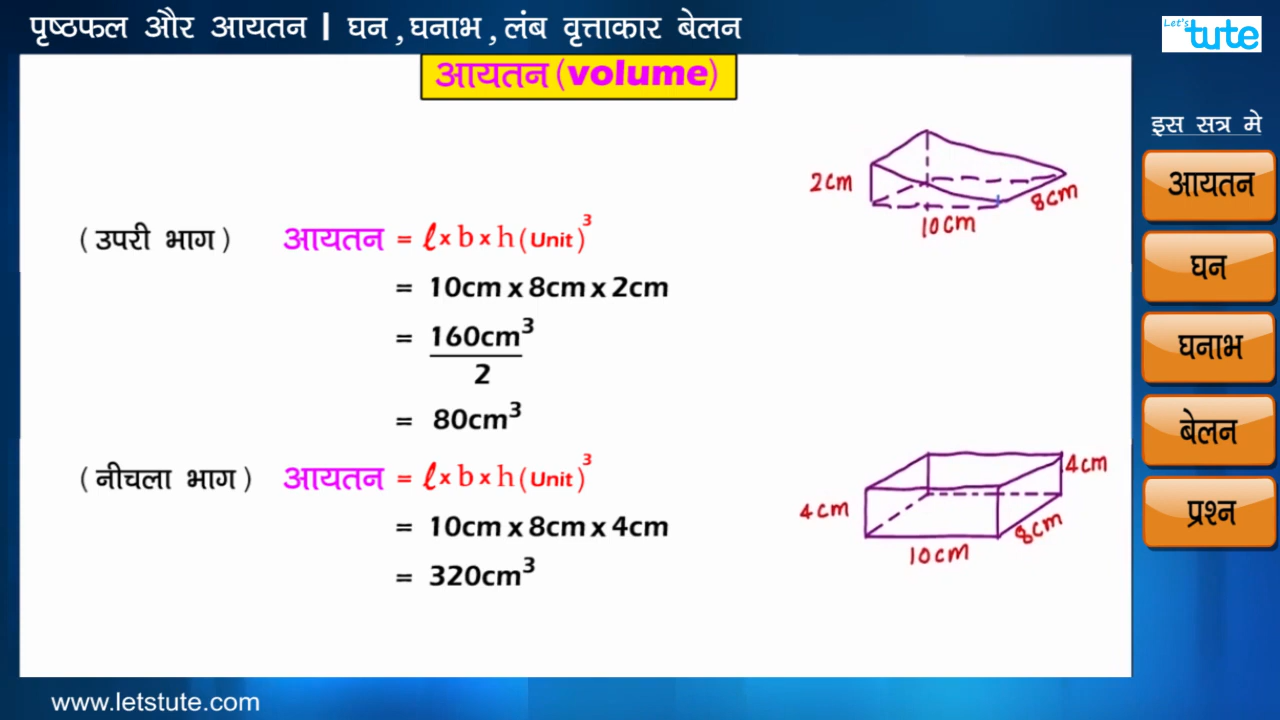 पृष्ठफल और आयतन | घन , घनाभ , लंब वृत्ताकार बेलन
Let's tute
आयतन (volume)
इस सत्र मे
आयतन
घन
घनाभ
बेलन
प्रश्न
2cm
10cm
8cm
( उपरी भाग ) आयतन = ℓ x b x h (Unit)³
= 10cm x 8cm x 2cm
= 160cm³
2
= 80cm³
( नीचला भाग ) आयतन = ℓ x b x h (Unit)³
= 10cm x 8cm x 4cm
= 320cm³
4cm
4cm
10cm
8cm
www.letstute.com